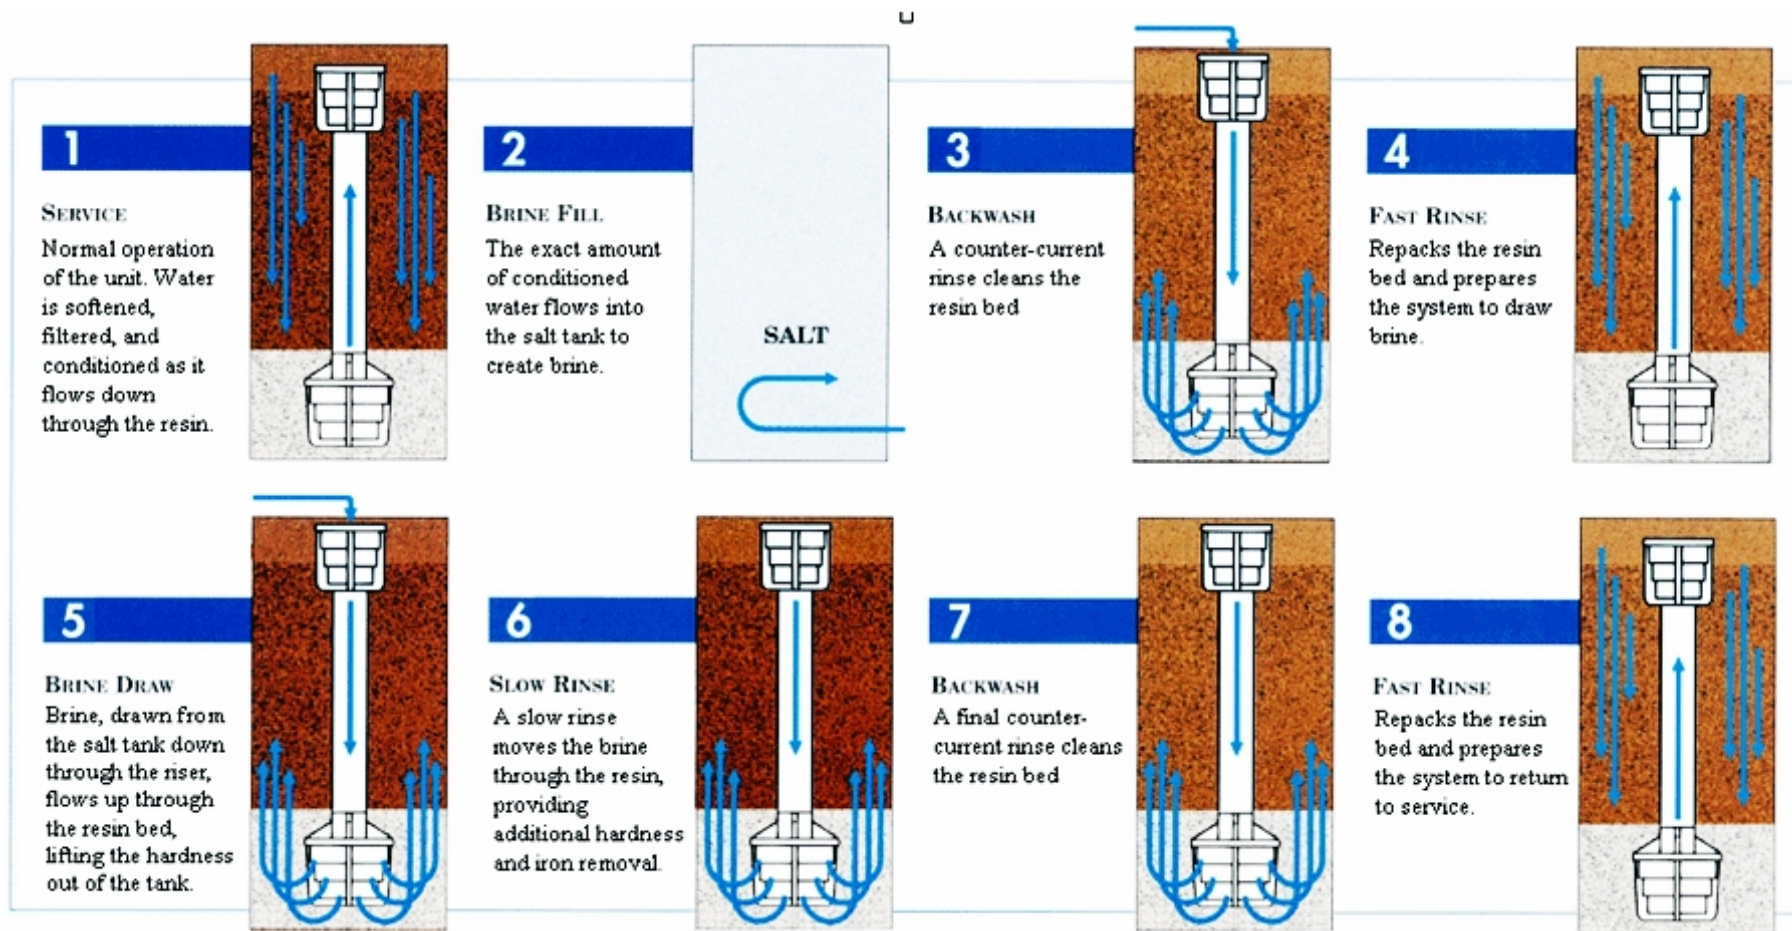 1
SERVICE
Normal operation
of the unit. Water
is softened,
filtered, and
conditioned as it
flows down
through the resin.
2
BRINE FILL
The exact amount
of conditioned
water flows into
the salt tank to
create brine.
SALT
3
BACKWASH
A counter-current
rinse cleans the
resin bed
4
FAST RINSE
Repacks the resin
bed and prepares
the system to draw
brine.
5
BRINE DRAW
Brine, drawn from
the salt tank down
through the riser,
flows up through
the resin bed,
lifting the hardness
out of the tank.
6
SLOW RINSE
A slow rinse
moves the brine
through the resin,
providing
additional hardness
and iron removal.
7
BACKWASH
A final counter-
current rinse cleans
the resin bed
8
FAST RINSE
Repacks the resin
bed and prepares
the system to return
to service.